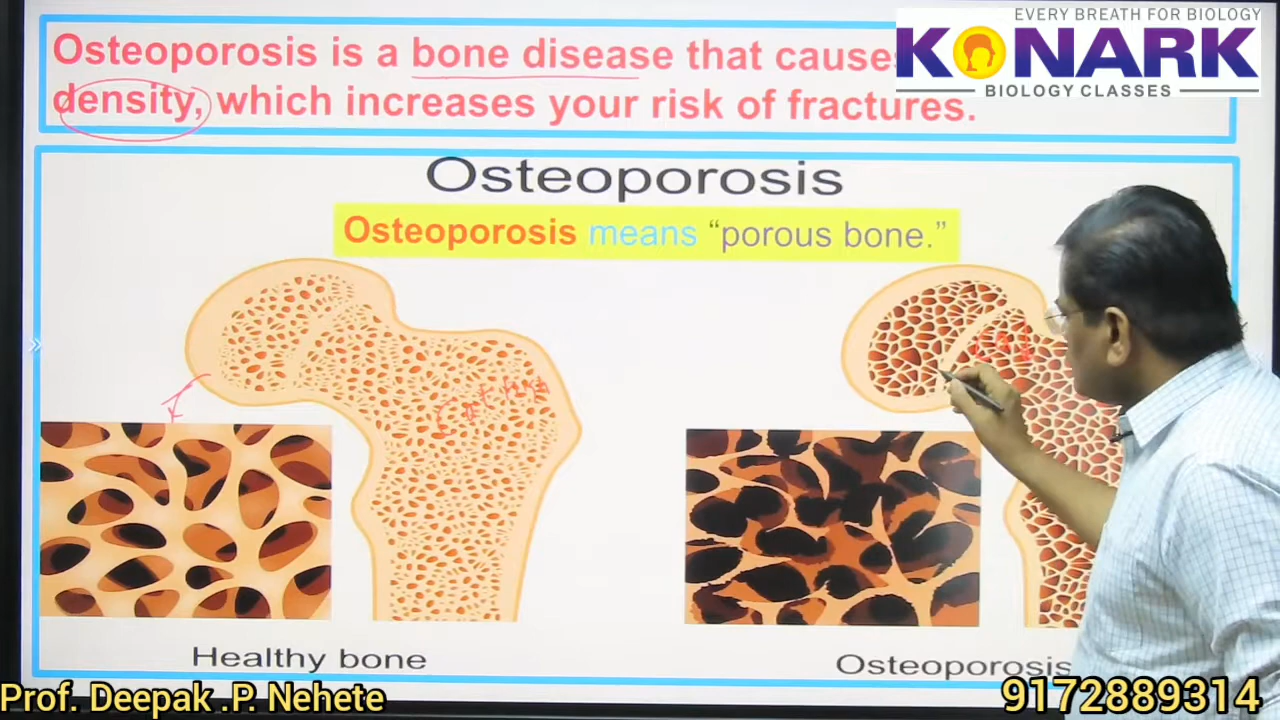 EVERY BREATH FOR BIOLOGY
KONARK
BIOLOGY CLASSES
Osteoporosis is a bone disease that causes
density, which increases your risk of fractures.
Osteoporosis
Osteoporosis means “porous bone.”
Healthy bone
Osteoporosis
Prof. Deepak .P. Nehete
9172889314